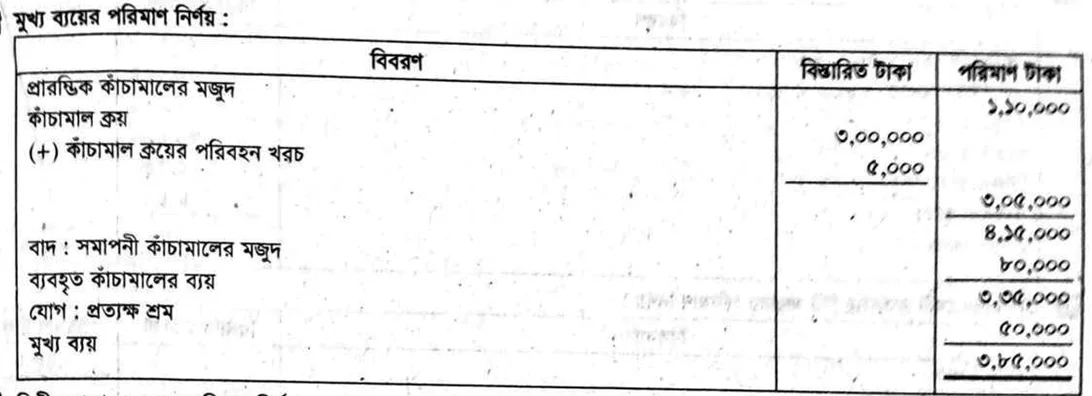 মুখ্য ব্যয়ের পরিমাণ নির্ণয় :
বিবরণ বিস্তারিত টাকা পরিমাণ টাকা
প্রারম্ভিক কাঁচামালের মজুদ ১,১০,০০০
কাঁচামাল ক্রয় ৩,০০,০০০
(+) কাঁচামাল ক্রয়ের পরিবহন খরচ ৫,০০০
৩,০৫,০০০
৪,১৫,০০০
বাদ : সমাপনী কাঁচামালের মজুদ ৮০,০০০
ব্যবহৃত কাঁচামালের ব্যয় ৩,৩৫,০০০
যোগ : প্রত্যক্ষ শ্রম ৫০,০০০
মুখ্য ব্যয় ৩,৮৫,০০০